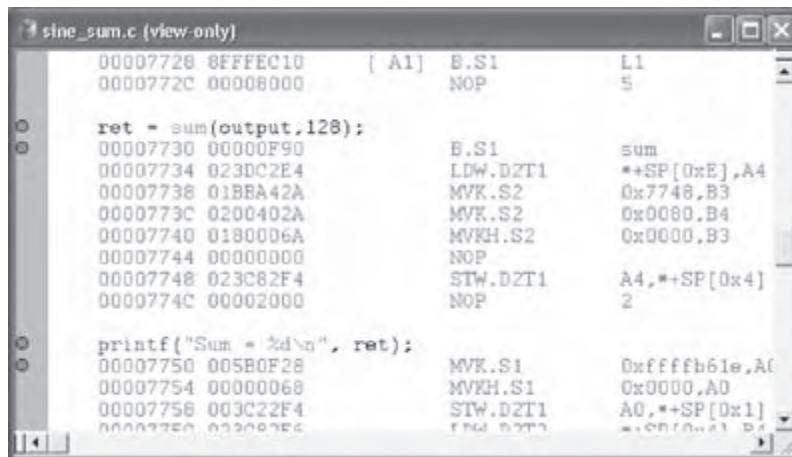 sine_sum.c (view-only)
00007728 8FFFEC10 [ A1] B.S1 L1
0000772C 00008000 NOP 5
ret = sum(output,128);
00007730 00000F90 B.S1 sum
00007734 023DC2E4 LDW.D2T1 *+SP[0xE],A4
00007738 01BBA42A MVK.S2 0x7748,B3
0000773C 0200402A MVK.S2 0x0080,B4
00007740 0180006A MVKH.S2 0x0000,B3
00007744 00000000 NOP
00007748 023C82F4 STW.D2T1 A4,*+SP[0x4]
0000774C 00002000 NOP 2
printf("Sum = %d\n", ret);
00007750 005B0F28 MVK.S1 0xffffb61e,A0
00007754 00000068 MVKH.S1 0x0000,A0
00007758 003C22F4 STW.D2T1 A0,*+SP[0x1]